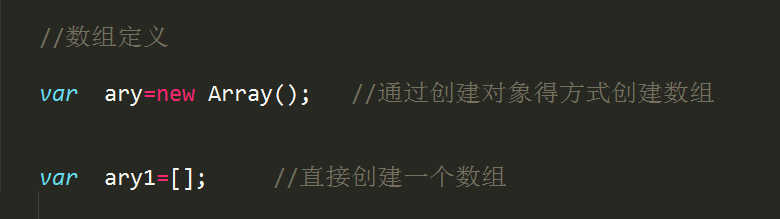 //数组定义
var  ary=new Array();   //通过创建对象得方式创建数组
var  ary1=[];     //直接创建一个数组